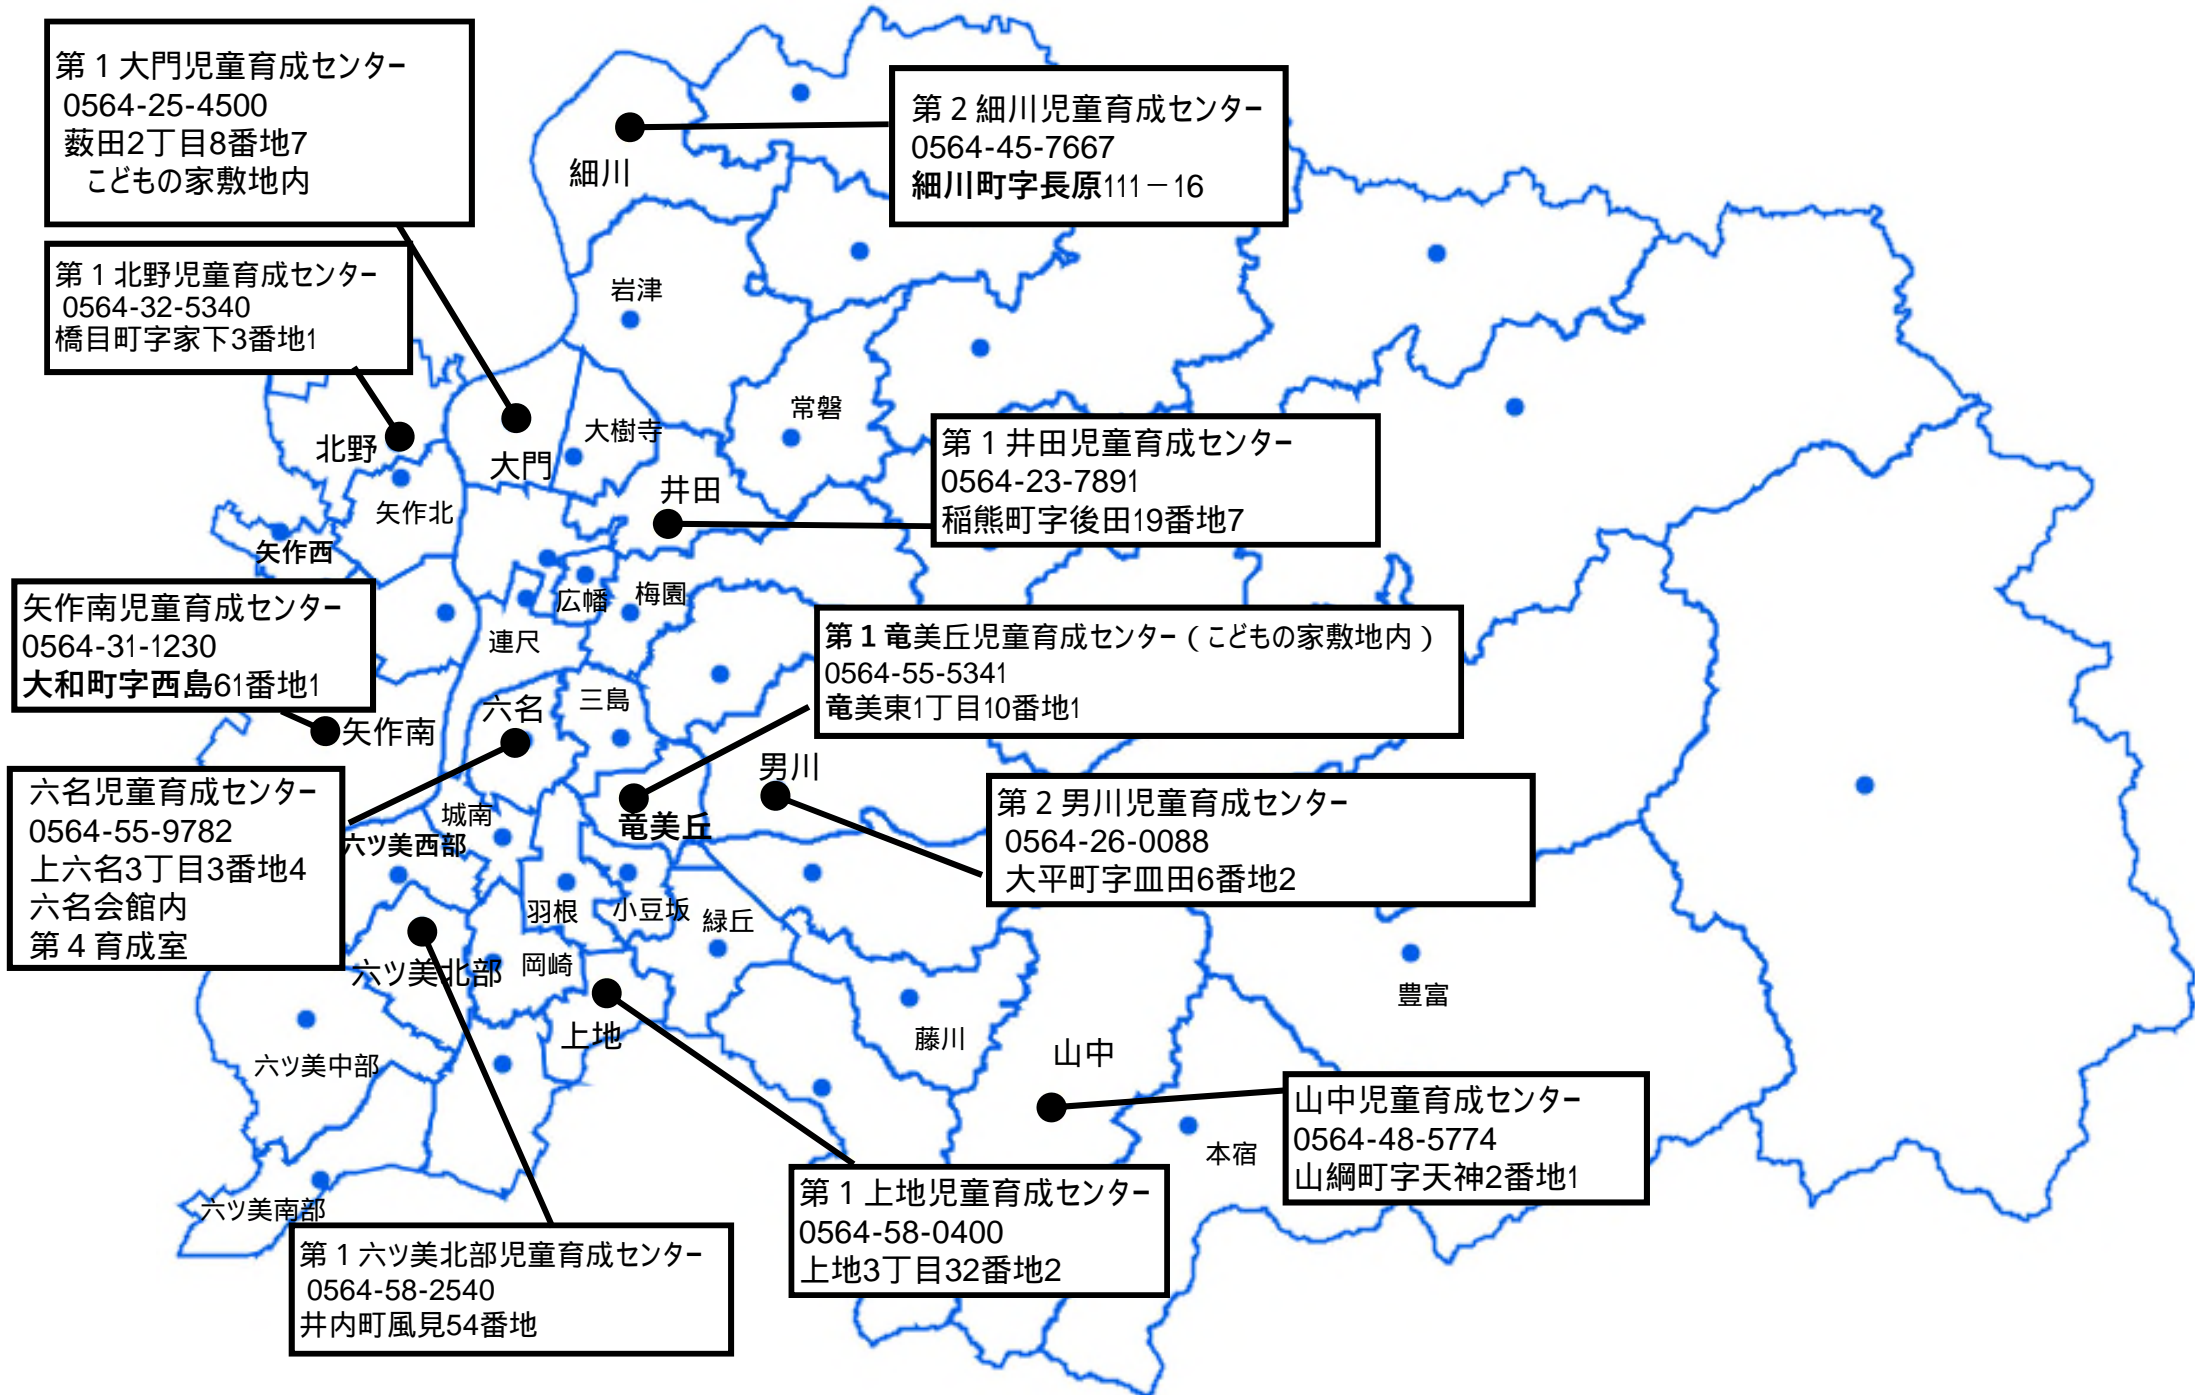 第１大門児童育成センター
0564-25-4500
薮田2丁目8番地7
こどもの家敷地内
第２細川児童育成センター
0564-45-7667
細川町字長原111－16
細川
第１北野児童育成センター
0564-32-5340
橋目町字家下3番地1
岩津
常磐
大樹寺
北野
大門
第１井田児童育成センター
0564-23-7891
稲熊町字後田19番地7
井田
矢作北
矢作西
広幡
梅園
連尺
矢作南児童育成センター
0564-31-1230
大和町字西島61番地1
第１竜美丘児童育成センター（こどもの家敷地内）
0564-55-5341
竜美東1丁目10番地1
六名
三島
矢作南
男川
六名児童育成センター
0564-55-9782
上六名3丁目3番地4
六名会館内
第４育成室
第２男川児童育成センター
0564-26-0088
大平町字皿田6番地2
城南
竜美丘
六ツ美西部
羽根
小豆坂
緑丘
六ツ美北部
岡崎
豊富
上地
藤川
山中
六ツ美中部
山中児童育成センター
0564-48-5774
山綱町字天神2番地1
本宿
第１上地児童育成センター
0564-58-0400
上地3丁目32番地2
六ツ美南部
第１六ツ美北部児童育成センター
0564-58-2540
井内町風見54番地